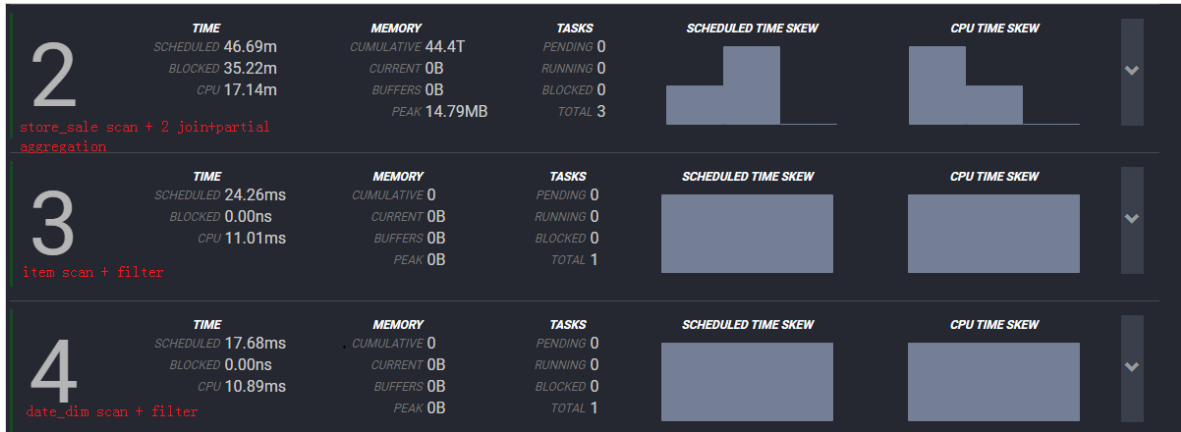 2
TIME
SCHEDULED 46.69m
BLOCKED 35.22m
CPU 17.14m
MEMORY
CUMULATIVE 44.4T
CURRENT 0B
BUFFERS 0B
PEAK 14.79MB
TASKS
PENDING 0
RUNNING 0
BLOCKED 0
TOTAL 3
SCHEDULED TIME SKEW
CPU TIME SKEW
store_sale scan + 2 join+partial
aggregation
3
TIME
SCHEDULED 24.26ms
BLOCKED 0.00ns
CPU 11.01ms
MEMORY
CUMULATIVE 0
CURRENT 0B
BUFFERS 0B
PEAK 0B
TASKS
PENDING 0
RUNNING 0
BLOCKED 0
TOTAL 1
SCHEDULED TIME SKEW
CPU TIME SKEW
item scan + filter
4
TIME
SCHEDULED 17.68ms
BLOCKED 0.00ns
CPU 10.89ms
MEMORY
CUMULATIVE 0
CURRENT 0B
BUFFERS 0B
PEAK 0B
TASKS
PENDING 0
RUNNING 0
BLOCKED 0
TOTAL 1
SCHEDULED TIME SKEW
CPU TIME SKEW
date_dim scan + filter